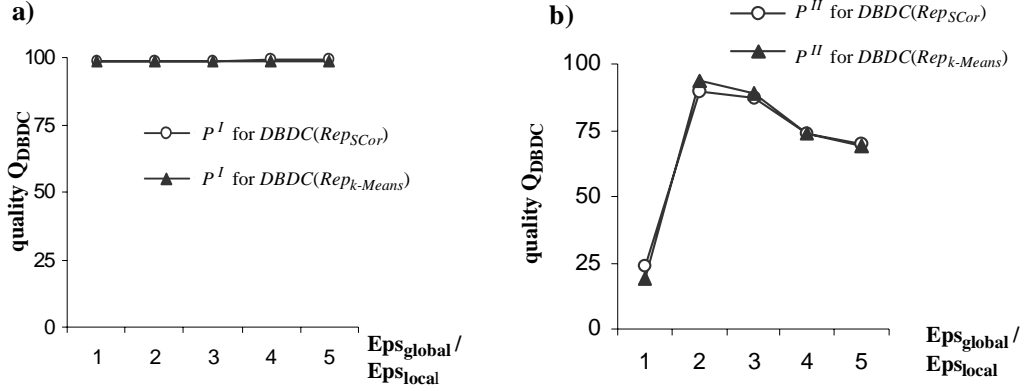 a)
100
75
50
25
0
quality Q_DBDC
P^I for DBDC(Rep_SCor)
P^I for DBDC(Rep_k-Means)
1 2 3 4 5
Eps_global /
Eps_local
b)
P^II for DBDC(Rep_SCor)
P^II for DBDC(Rep_k-Means)
100
75
50
25
0
quality Q_DBDC
1 2 3 4 5
Eps_global /
Eps_local